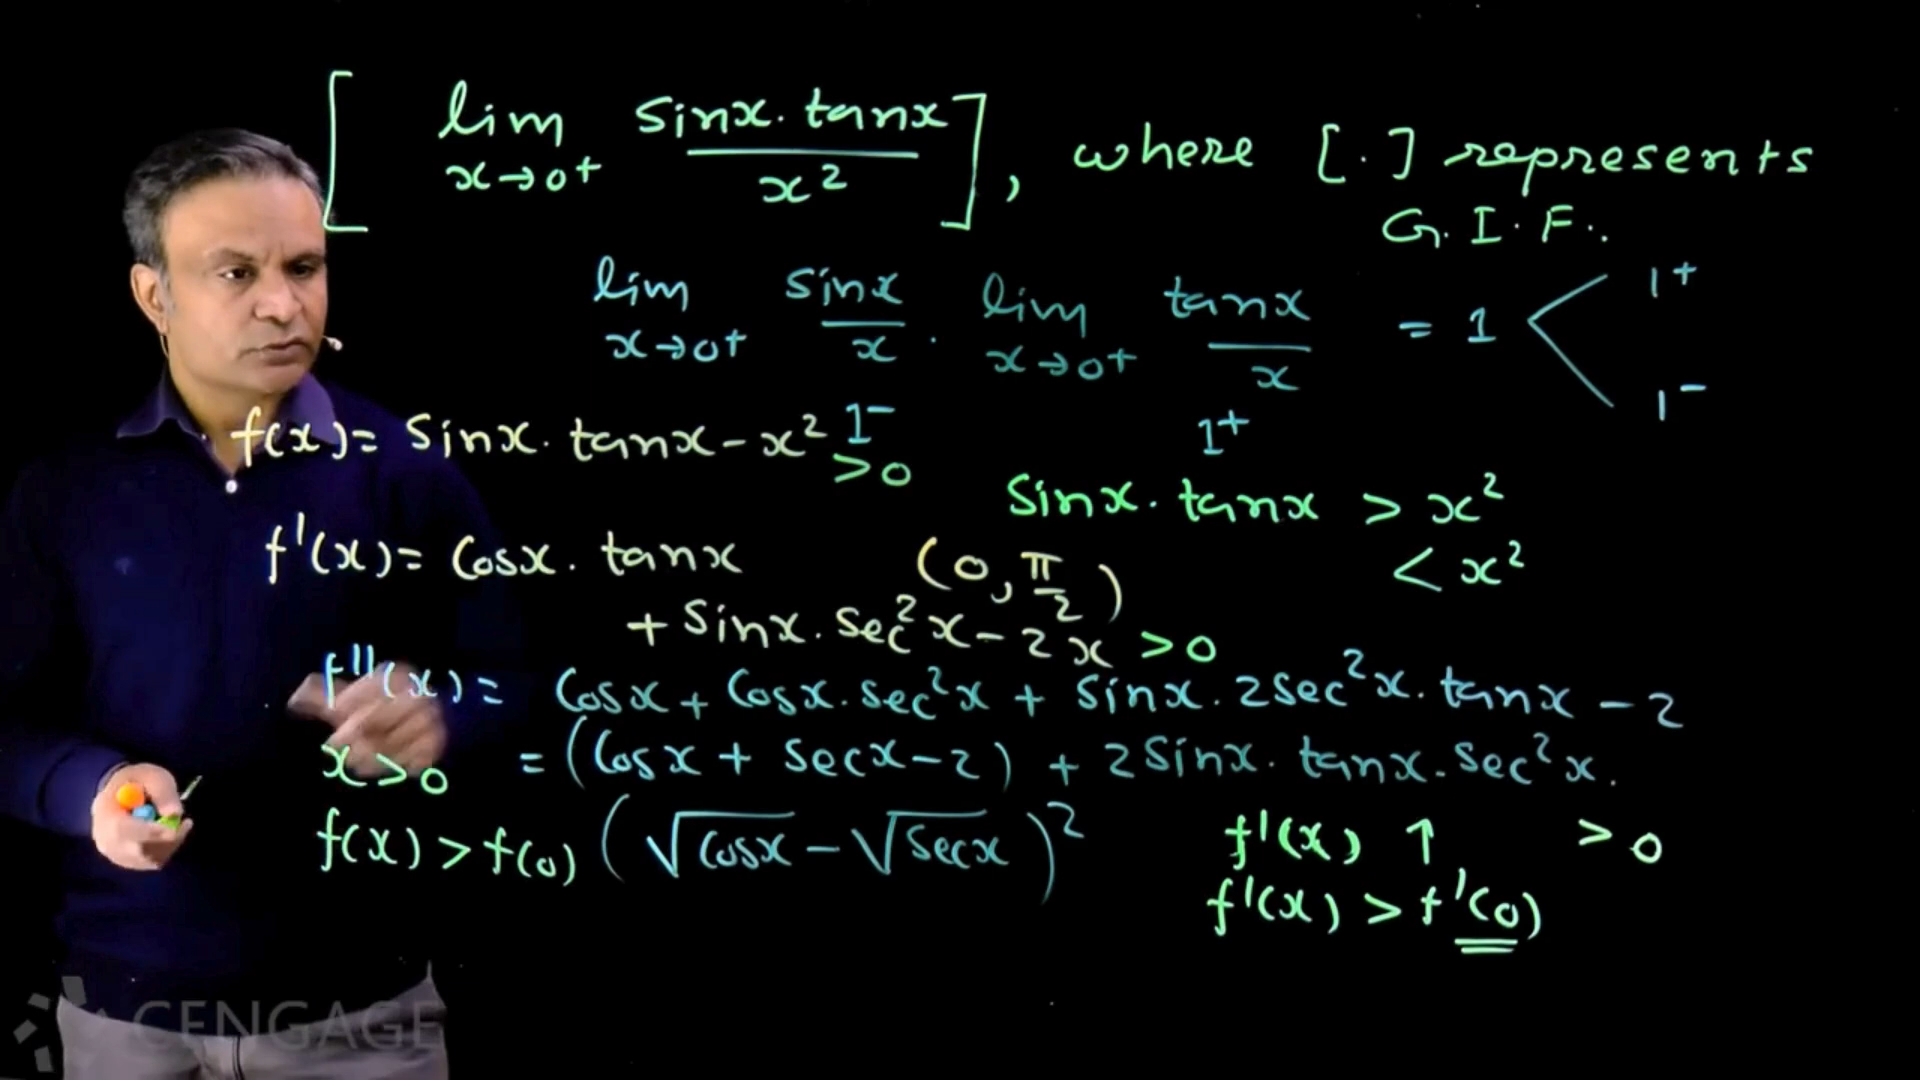 [ lim x→0+ sinx. tanx / x² ], where [.] represents
G.I.F..
lim x→0+ sinx / x . lim x→0+ tanx / x = 1 < 1+
1-
1- 1+
f(x)= sinx. tanx - x² >0
sinx. tanx > x²
< x²
f'(x)= Cosx. tanx (0, π/2)
+ sinx. sec²x - 2x >0
f''(x)= Cosx + Cosx. sec²x + sinx. 2sec²x. tanx - 2
x>0 = (Cosx + secx-2) + 2sinx. tanx. sec²x.
f(x) > f(0) (√Cosx - √secx)² f'(x) ↑ >0
f'(x) > f'(0)
CENGAGE